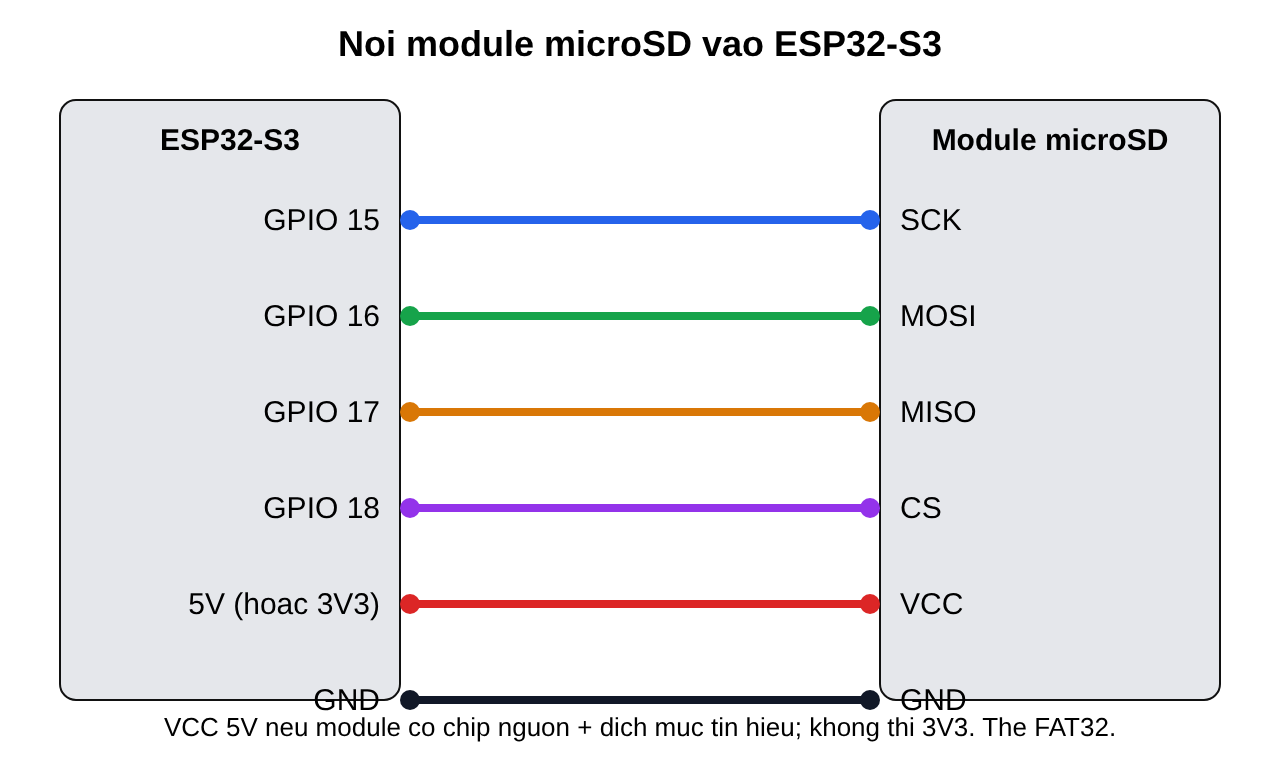 Noi module microSD vao ESP32-S3
ESP32-S3
Module microSD
GPIO 15
SCK
GPIO 16
MOSI
GPIO 17
MISO
GPIO 18
CS
5V (hoac 3V3)
VCC
GND
GND
VCC 5V neu module co chip nguon + dich muc tin hieu; khong thi 3V3. The FAT32.